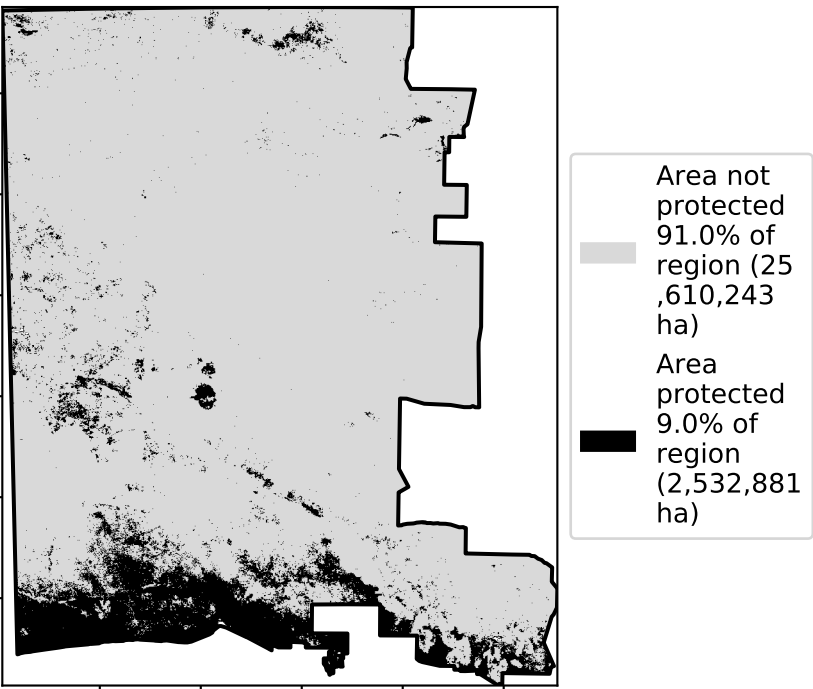 Area not
protected
91.0% of
region (25
,610,243
ha)
Area
protected
9.0% of
region
(2,532,881
ha)